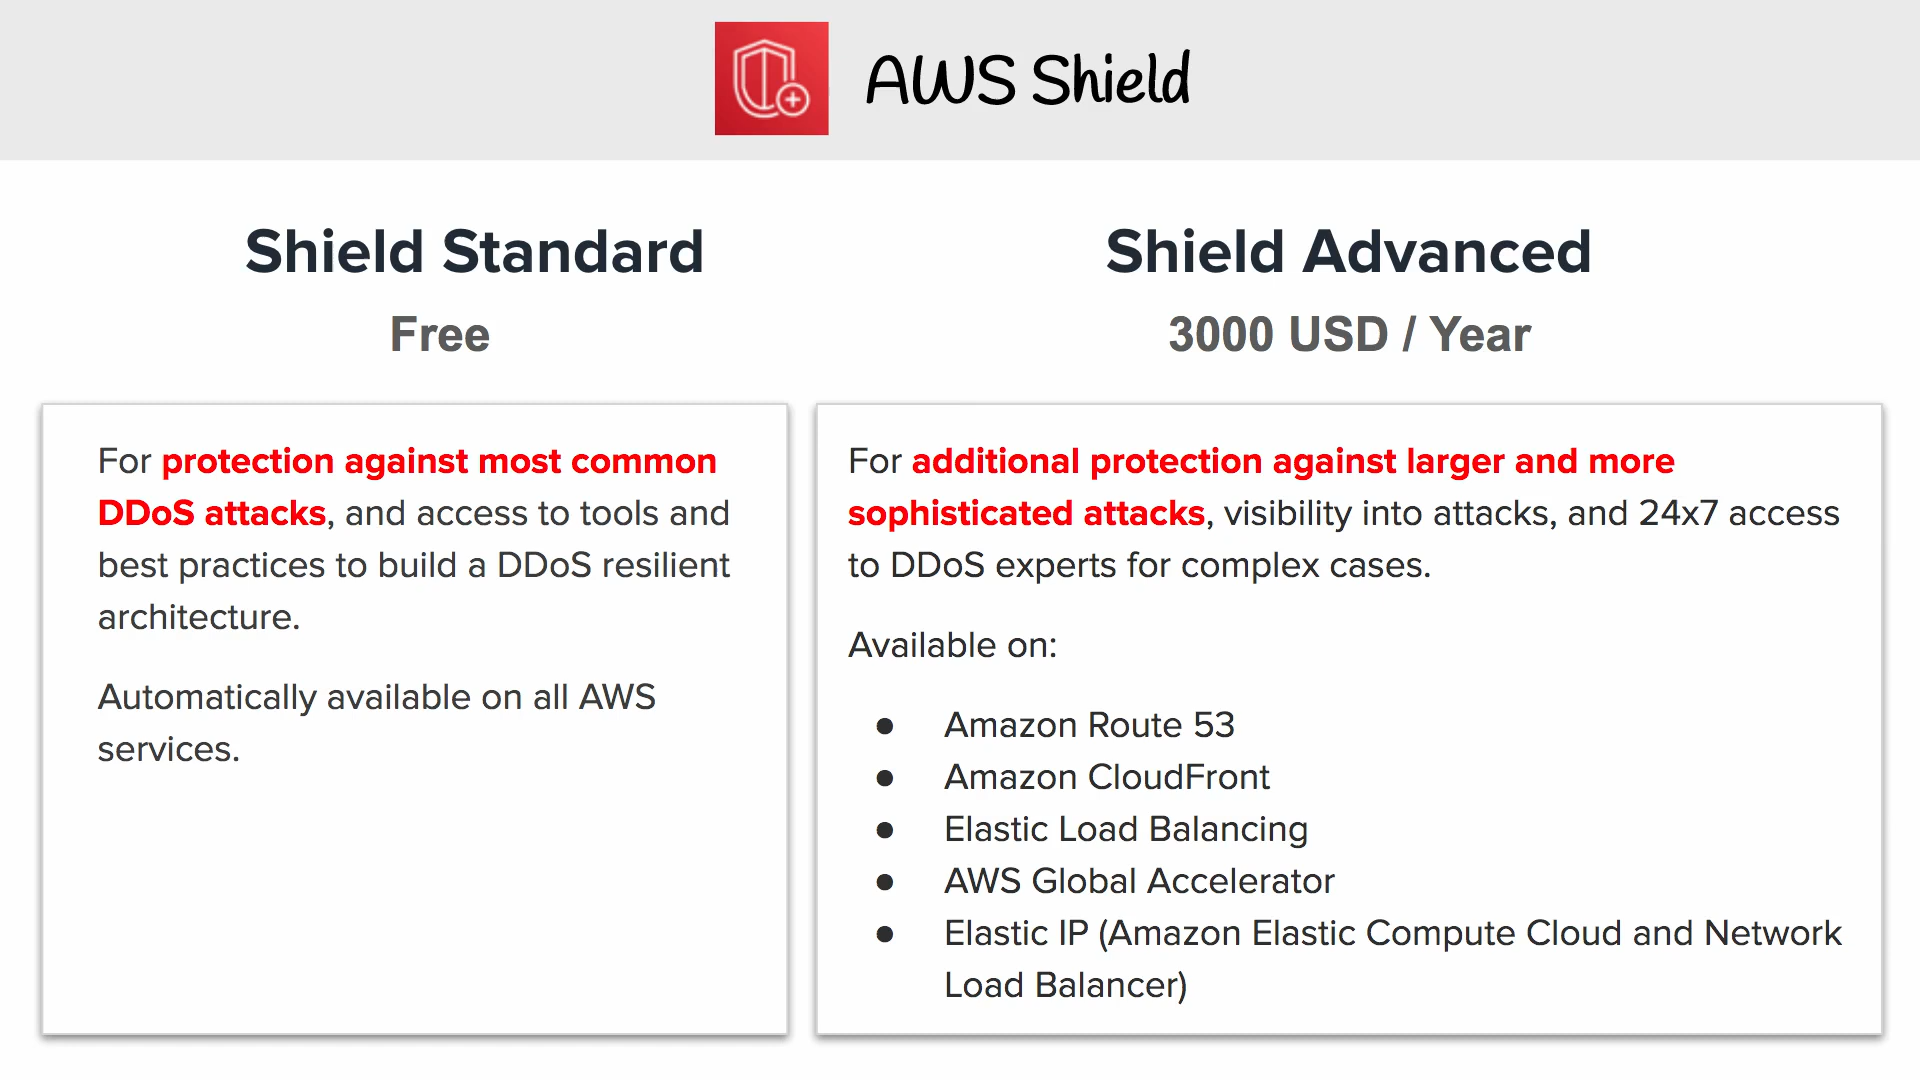 AWS Shield
Shield Standard
Free
For protection against most common
DDoS attacks, and access to tools and
best practices to build a DDoS resilient
architecture.
Automatically available on all AWS
services.
Shield Advanced
3000 USD / Year
For additional protection against larger and more
sophisticated attacks, visibility into attacks, and 24x7 access
to DDoS experts for complex cases.
Available on:
● Amazon Route 53
● Amazon CloudFront
● Elastic Load Balancing
● AWS Global Accelerator
● Elastic IP (Amazon Elastic Compute Cloud and Network
Load Balancer)